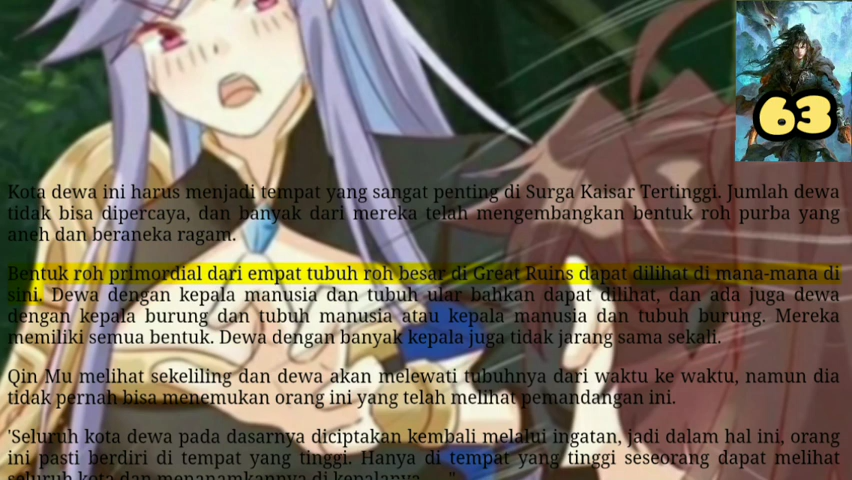 63
Kota dewa ini harus menjadi tempat yang sangat penting di Surga Kaisar Tertinggi. Jumlah dewa
tidak bisa dipercaya, dan banyak dari mereka telah mengembangkan bentuk roh purba yang
aneh dan beraneka ragam.
Bentuk roh primordial dari empat tubuh roh besar di Great Ruins dapat dilihat di mana-mana di
sini. Dewa dengan kepala manusia dan tubuh ular bahkan dapat dilihat, dan ada juga dewa
dengan kepala burung dan tubuh manusia atau kepala manusia dan tubuh burung. Mereka
memiliki semua bentuk. Dewa dengan banyak kepala juga tidak jarang sama sekali.
Qin Mu melihat sekeliling dan dewa akan melewati tubuhnya dari waktu ke waktu, namun dia
tidak pernah bisa menemukan orang ini yang telah melihat pemandangan ini.
'Seluruh kota dewa pada dasarnya diciptakan kembali melalui ingatan, jadi dalam hal ini, orang
ini pasti berdiri di tempat yang tinggi. Hanya di tempat yang tinggi seseorang dapat melihat
seluruh kota dan menanamkannya di kepalanya